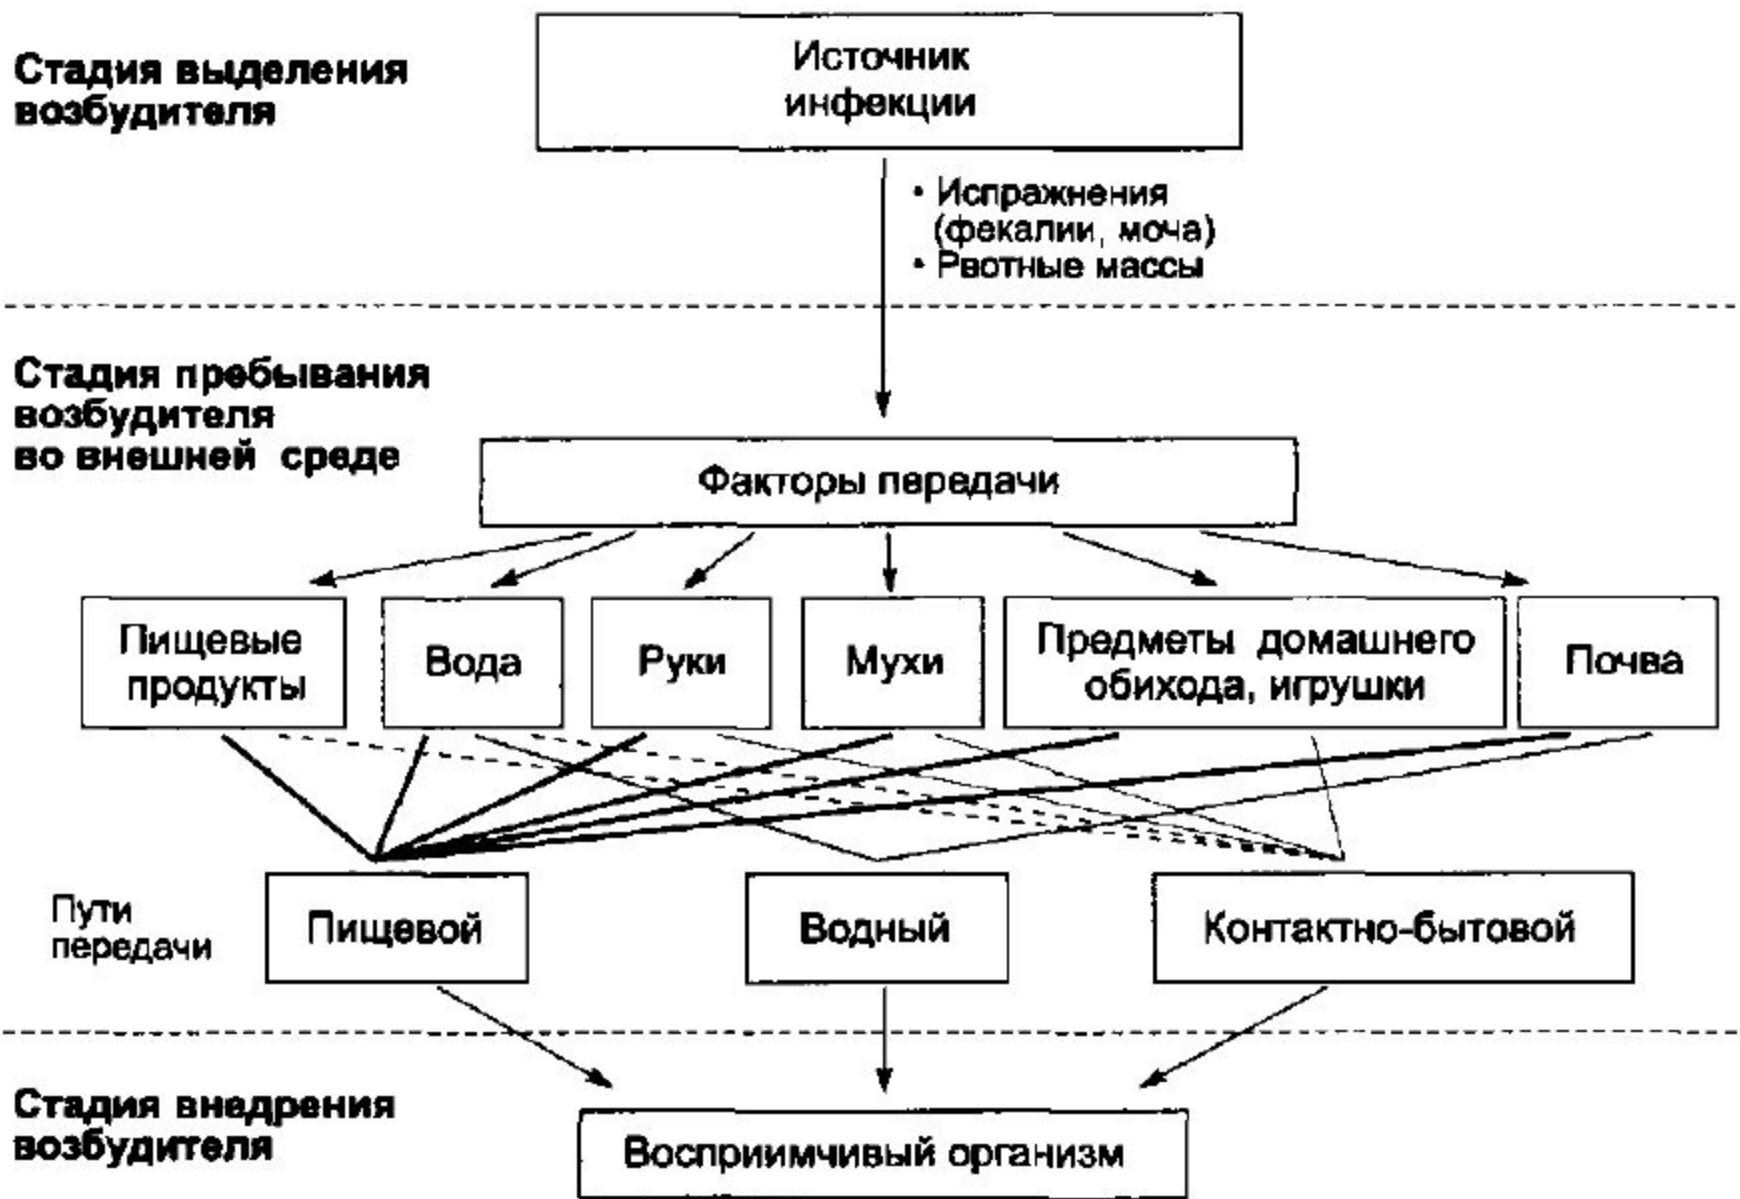 Стадия выделения
возбудителя
Источник
инфекции
• Испражнения
(фекалии, моча)
• Рвотные массы
Стадия пребывания
возбудителя
во внешней среде
Факторы передачи
Пищевые
продукты
Вода
Руки
Мухи
Предметы домашнего
обихода, игрушки
Почва
Пути
передачи
Пищевой
Водный
Контактно-бытовой
Стадия внедрения
возбудителя
Восприимчивый организм